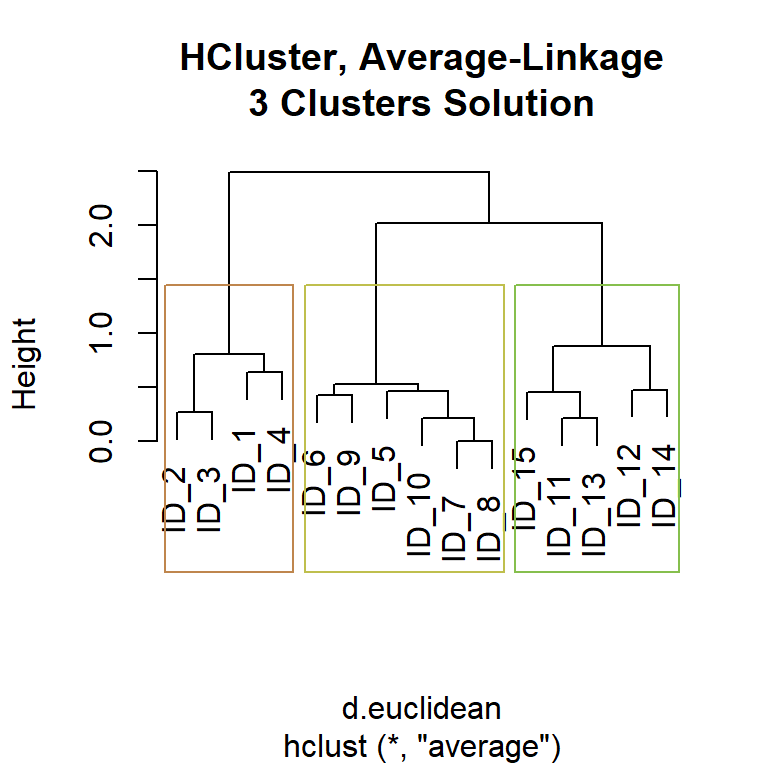 HCluster, Average-Linkage
3 Clusters Solution
Height
2.0
1.0
0.0
ID_2
ID_3
ID_1
ID_4
ID_6
ID_9
ID_5
ID_10
ID_7
ID_8
ID_15
ID_11
ID_13
ID_12
ID_14
d.euclidean
hclust (*, "average")